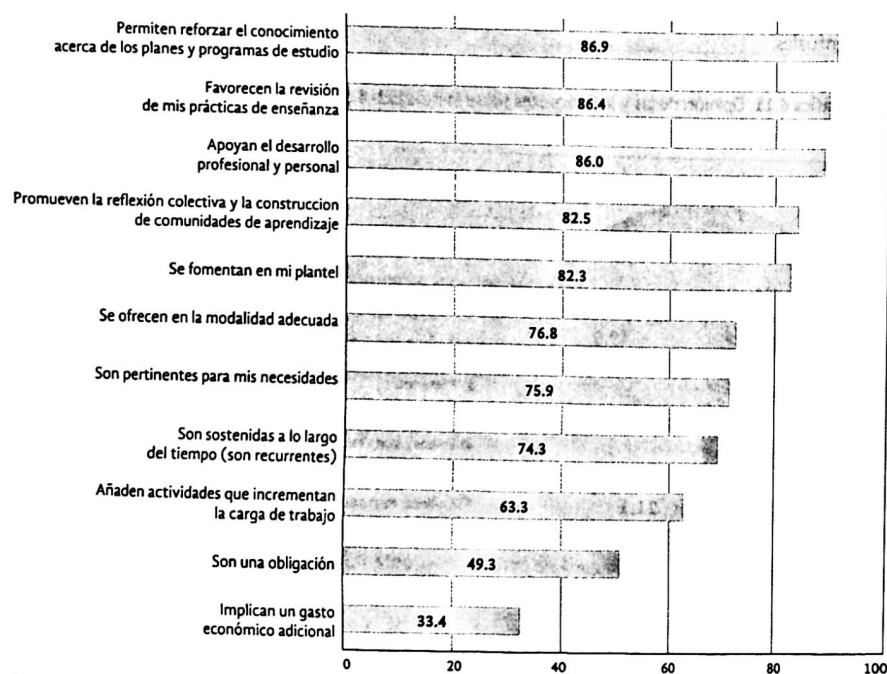 Permiten reforzar el conocimiento
acerca de los planes y programas de estudio
86.9
Favorecen la revisión
de mis prácticas de enseñanza
86.4
Apoyan el desarrollo
profesional y personal
86.0
Promueven la reflexión colectiva y la construccion
de comunidades de aprendizaje
82.5
Se fomentan en mi plantel
82.3
Se ofrecen en la modalidad adecuada
76.8
Son pertinentes para mis necesidades
75.9
Son sostenidas a lo largo
del tiempo (son recurrentes)
74.3
Añaden actividades que incrementan
la carga de trabajo
63.3
Son una obligación
49.3
Implican un gasto
económico adicional
33.4
0 20 40 60 80 100